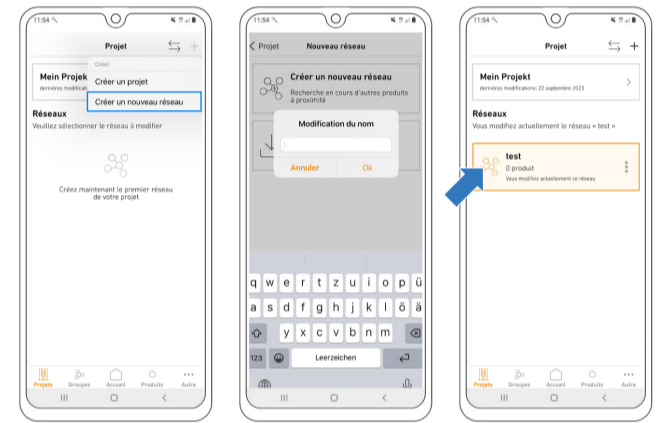 11:54
Projet
Créer
Créer un projet
Créer un nouveau réseau
Mein Projek
dernières modificati
Réseaux
Veuillez sélectionner le réseau à modifier
Créez maintenant le premier réseau
de votre projet
Projets Groupes Accueil Produits Autre
11:54
Projet Nouveau réseau
Créer un nouveau réseau
Recherche en cours d'autres produits
à proximité
Modification du nom
Annuler Ok
q w e r t z u i o p ü
a s d f g h j k l ö ä
y x c v b n m
123 Leerzeichen
11:54
Projet
Mein Projekt
dernières modifications: 22 septembre 2023
Réseaux
Vous modifiez actuellement le réseau « test »
test
0 produit
Vous modifiez actuellement ce réseau
Projets Groupes Accueil Produits Autre